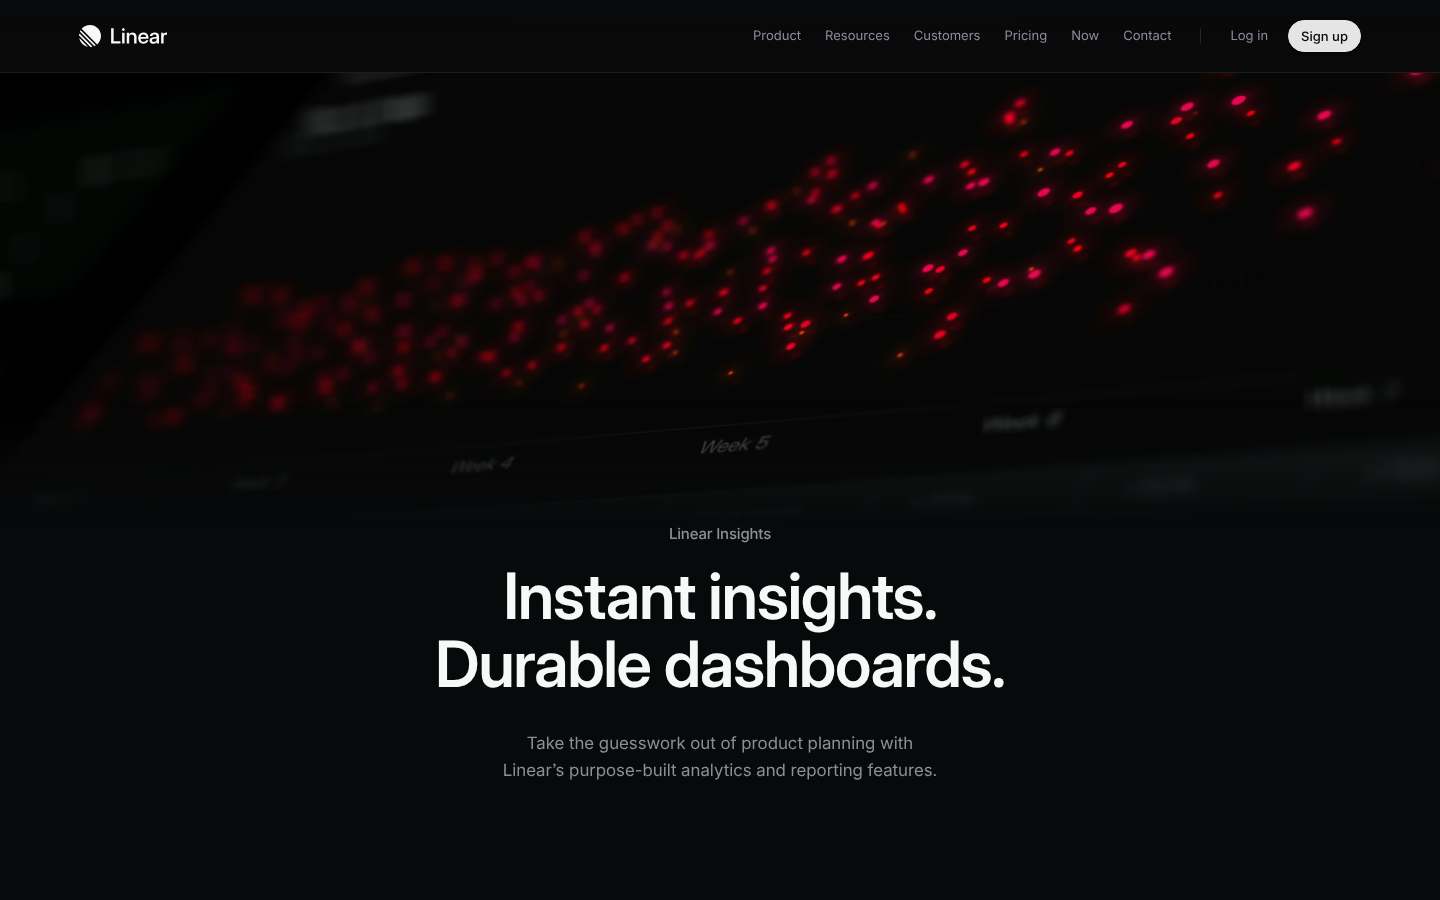 Linear
Product Resources Customers Pricing Now Contact Log in Sign up
Week 4 Week 5
Linear Insights
Instant insights.
Durable dashboards.
Take the guesswork out of product planning with
Linear’s purpose-built analytics and reporting features.